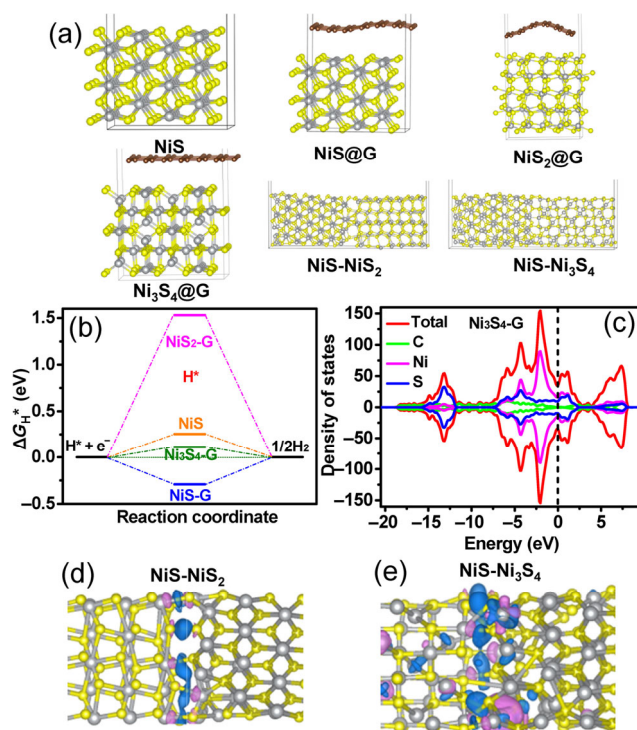 (a)
NiS
NiS@G
NiS₂@G
Ni₃S₄@G
NiS-NiS₂
NiS-Ni₃S₄
(b)
1.5
1.0
0.5
0.0
−0.5
ΔG_H* (eV)
NiS₂-G
H*
NiS
H* + e⁻
Ni₃S₄-G
1/2H₂
NiS-G
Reaction coordinate
(c)
150
100
50
0
−50
−100
−150
Density of states
Total
Ni₃S₄-G
C
Ni
S
−20 −15 −10 −5 0 5
Energy (eV)
(d)
NiS-NiS₂
(e)
NiS-Ni₃S₄